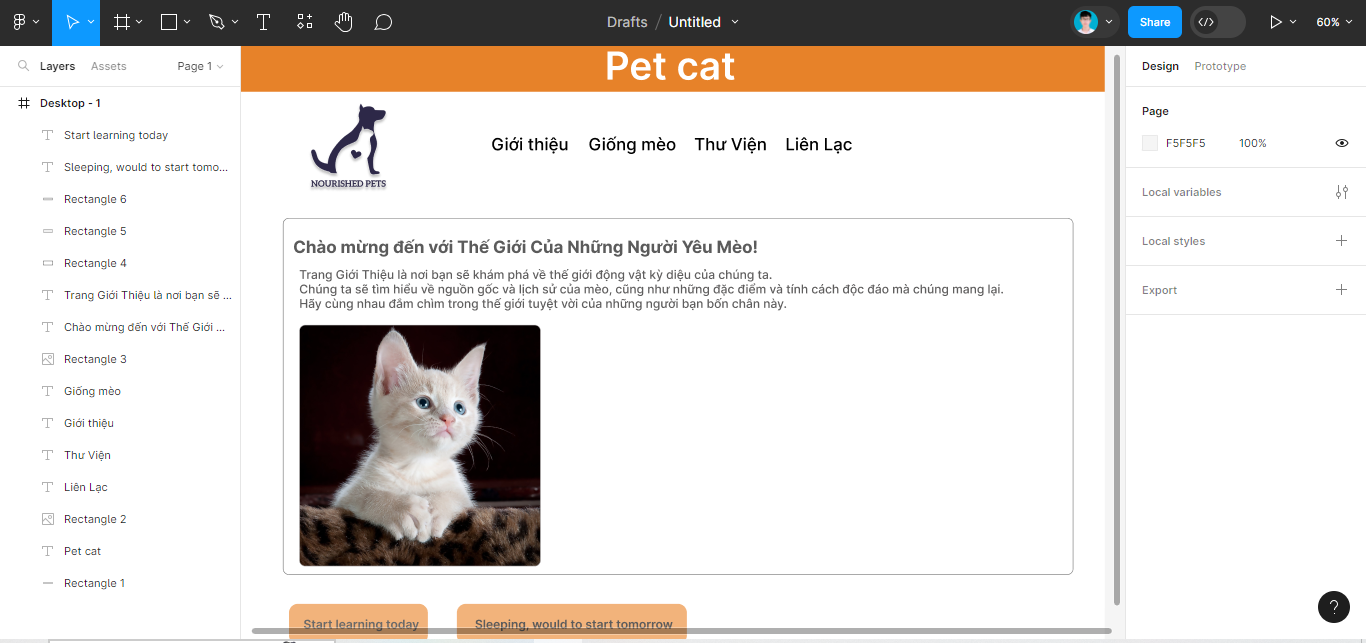 Drafts / Untitled
Share
60%
Layers
Assets
Page 1
Desktop - 1
Start learning today
Sleeping, would to start tomo...
Rectangle 6
Rectangle 5
Rectangle 4
Trang Giới Thiệu là nơi bạn sẽ ...
Chào mừng đến với Thế Giới ...
Rectangle 3
Giống mèo
Giới thiệu
Thư Viện
Liên Lạc
Rectangle 2
Pet cat
Rectangle 1
Pet cat
NOURISHED PETS
Giới thiệu Giống mèo Thư Viện Liên Lạc
Chào mừng đến với Thế Giới Của Những Người Yêu Mèo!
Trang Giới Thiệu là nơi bạn sẽ khám phá về thế giới động vật kỳ diệu của chúng ta.
Chúng ta sẽ tìm hiểu về nguồn gốc và lịch sử của mèo, cũng như những đặc điểm và tính cách độc đáo mà chúng mang lại.
Hãy cùng nhau đắm chìm trong thế giới tuyệt vời của những người bạn bốn chân này.
Start learning today
Sleeping, would to start tomorrow
Design
Prototype
Page
F5F5F5 100%
Local variables
Local styles
Export
?